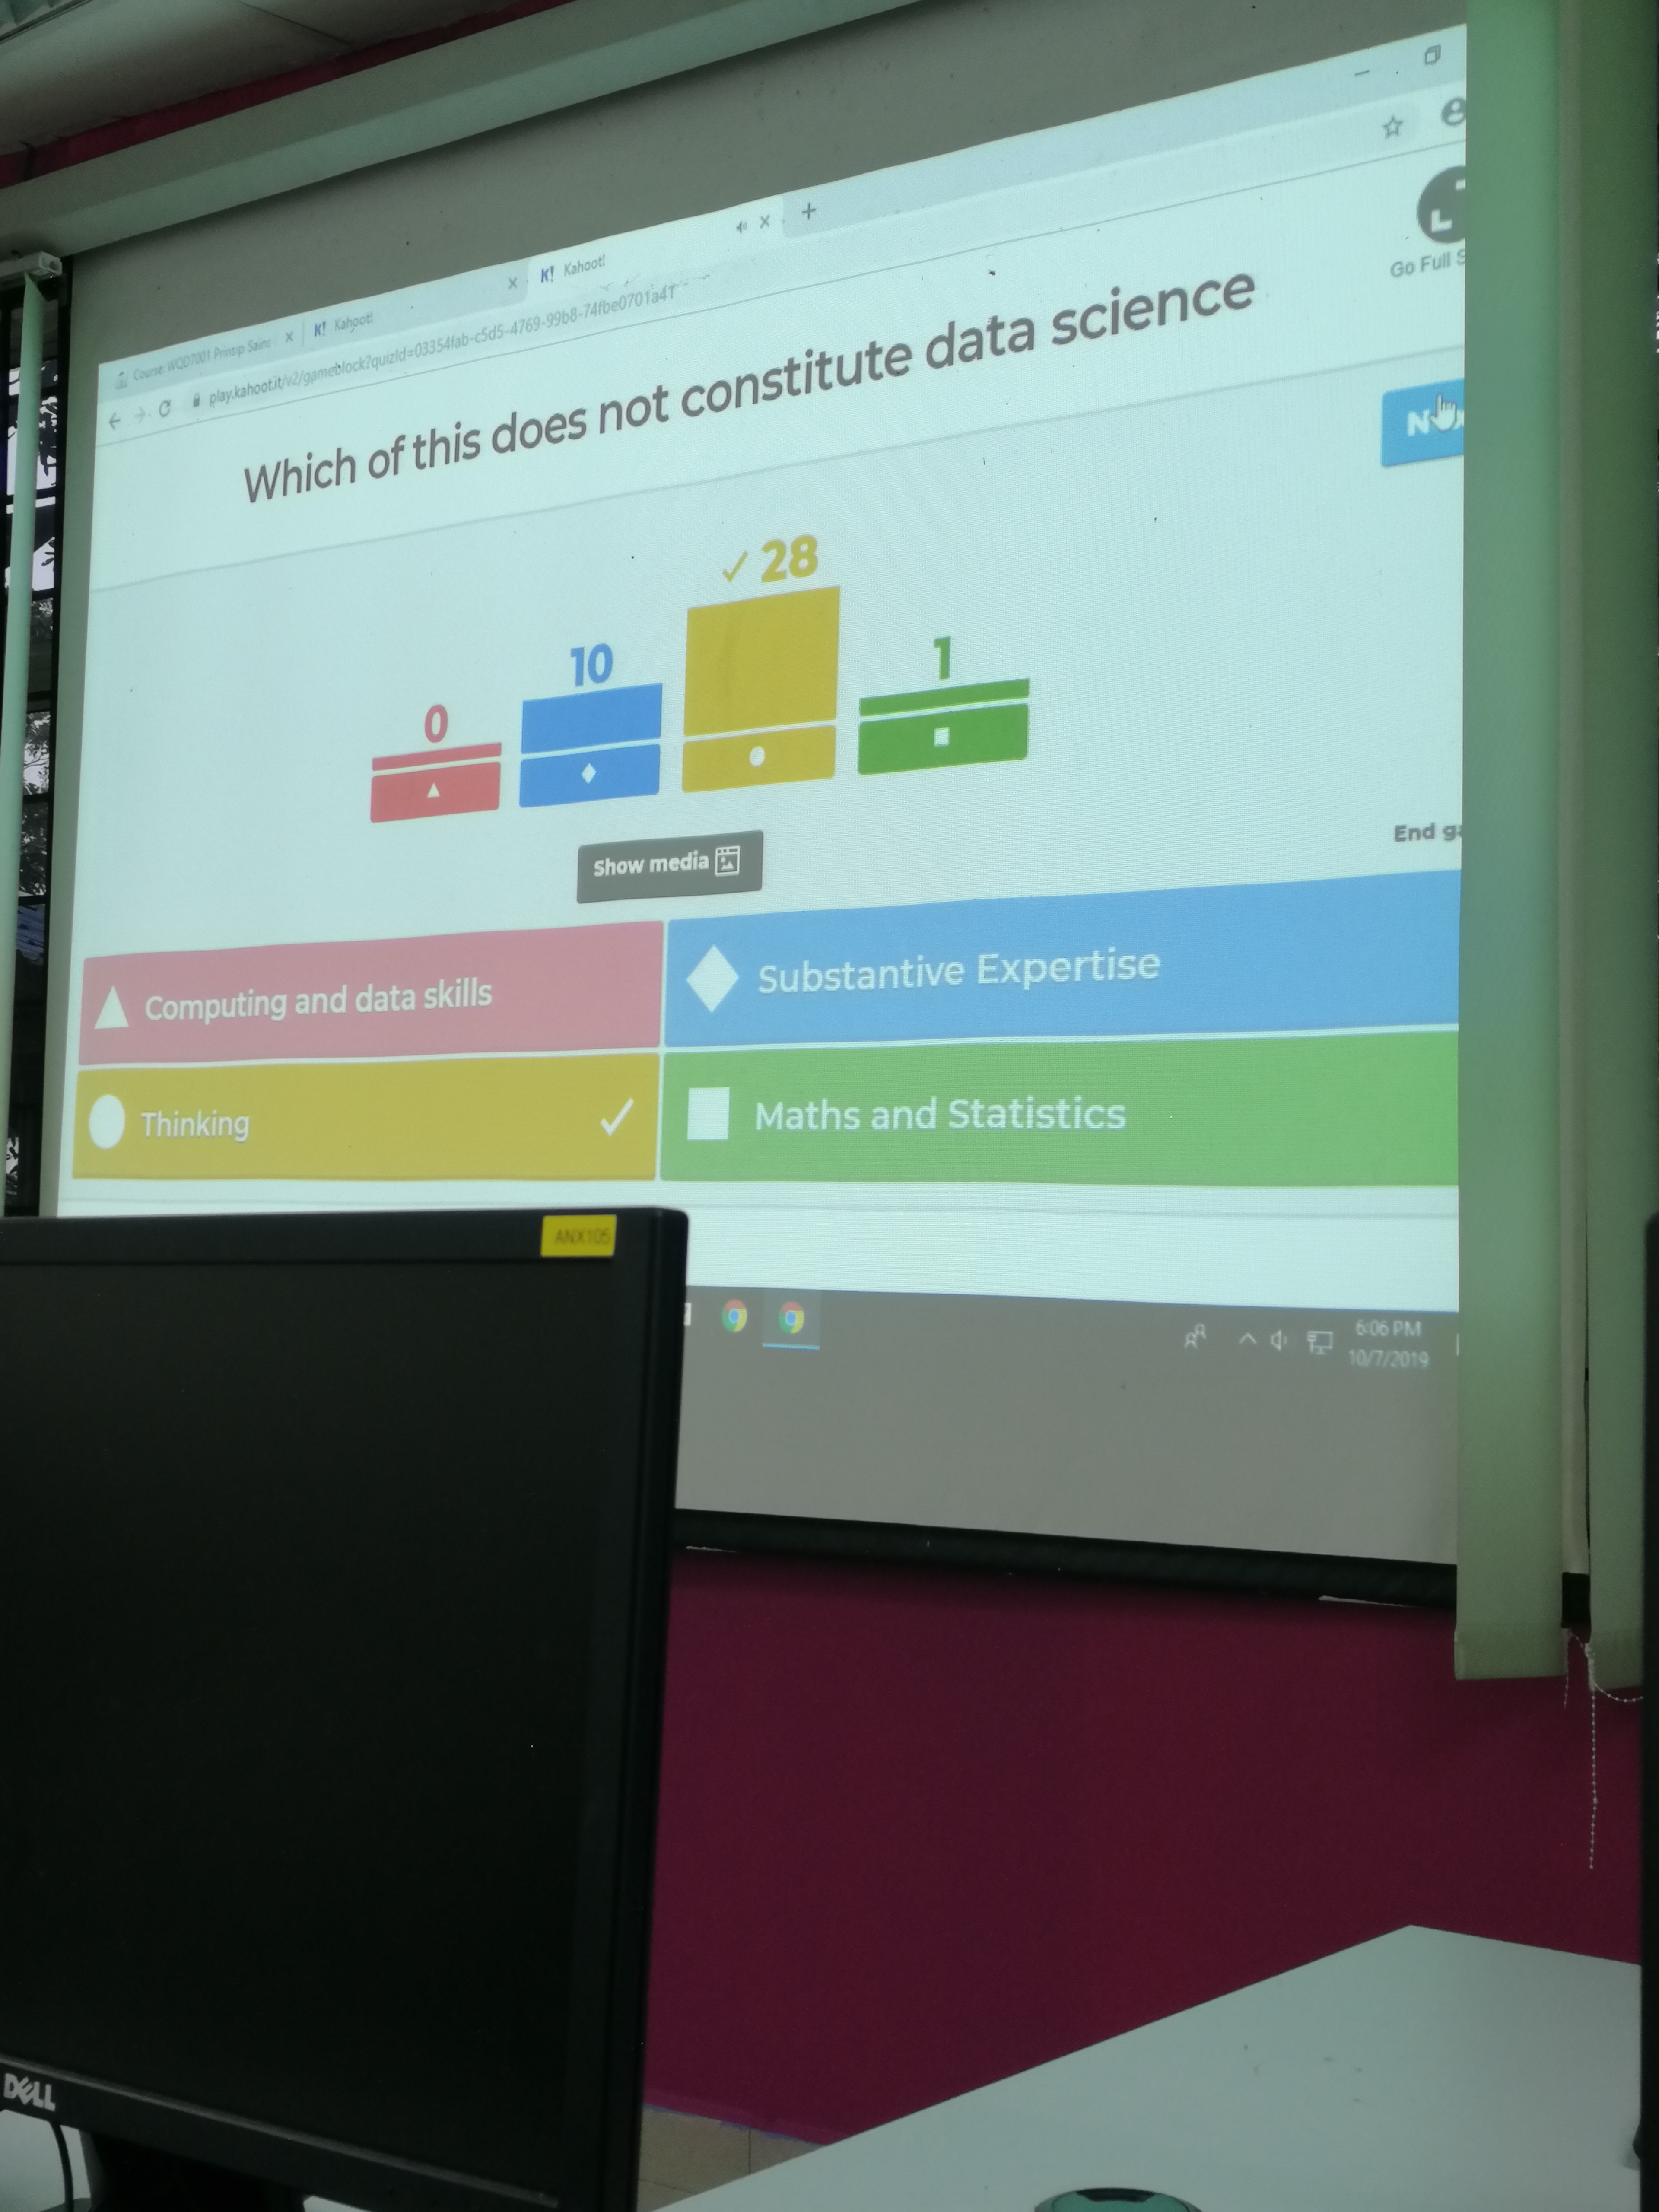 Course: WQD7001 Prinsip Sains
K! Kahoot!
K! Kahoot!
play.kahoot.it/v2/gameblock?quizId=03354fab-c5d5-4769-99b8-74fbe0701a41
Go Full
Which of this does not constitute data science
0
10
28
1
Show media
Computing and data skills
Substantive Expertise
Thinking
Maths and Statistics
ANX105
6:06 PM
10/7/2019
DELL